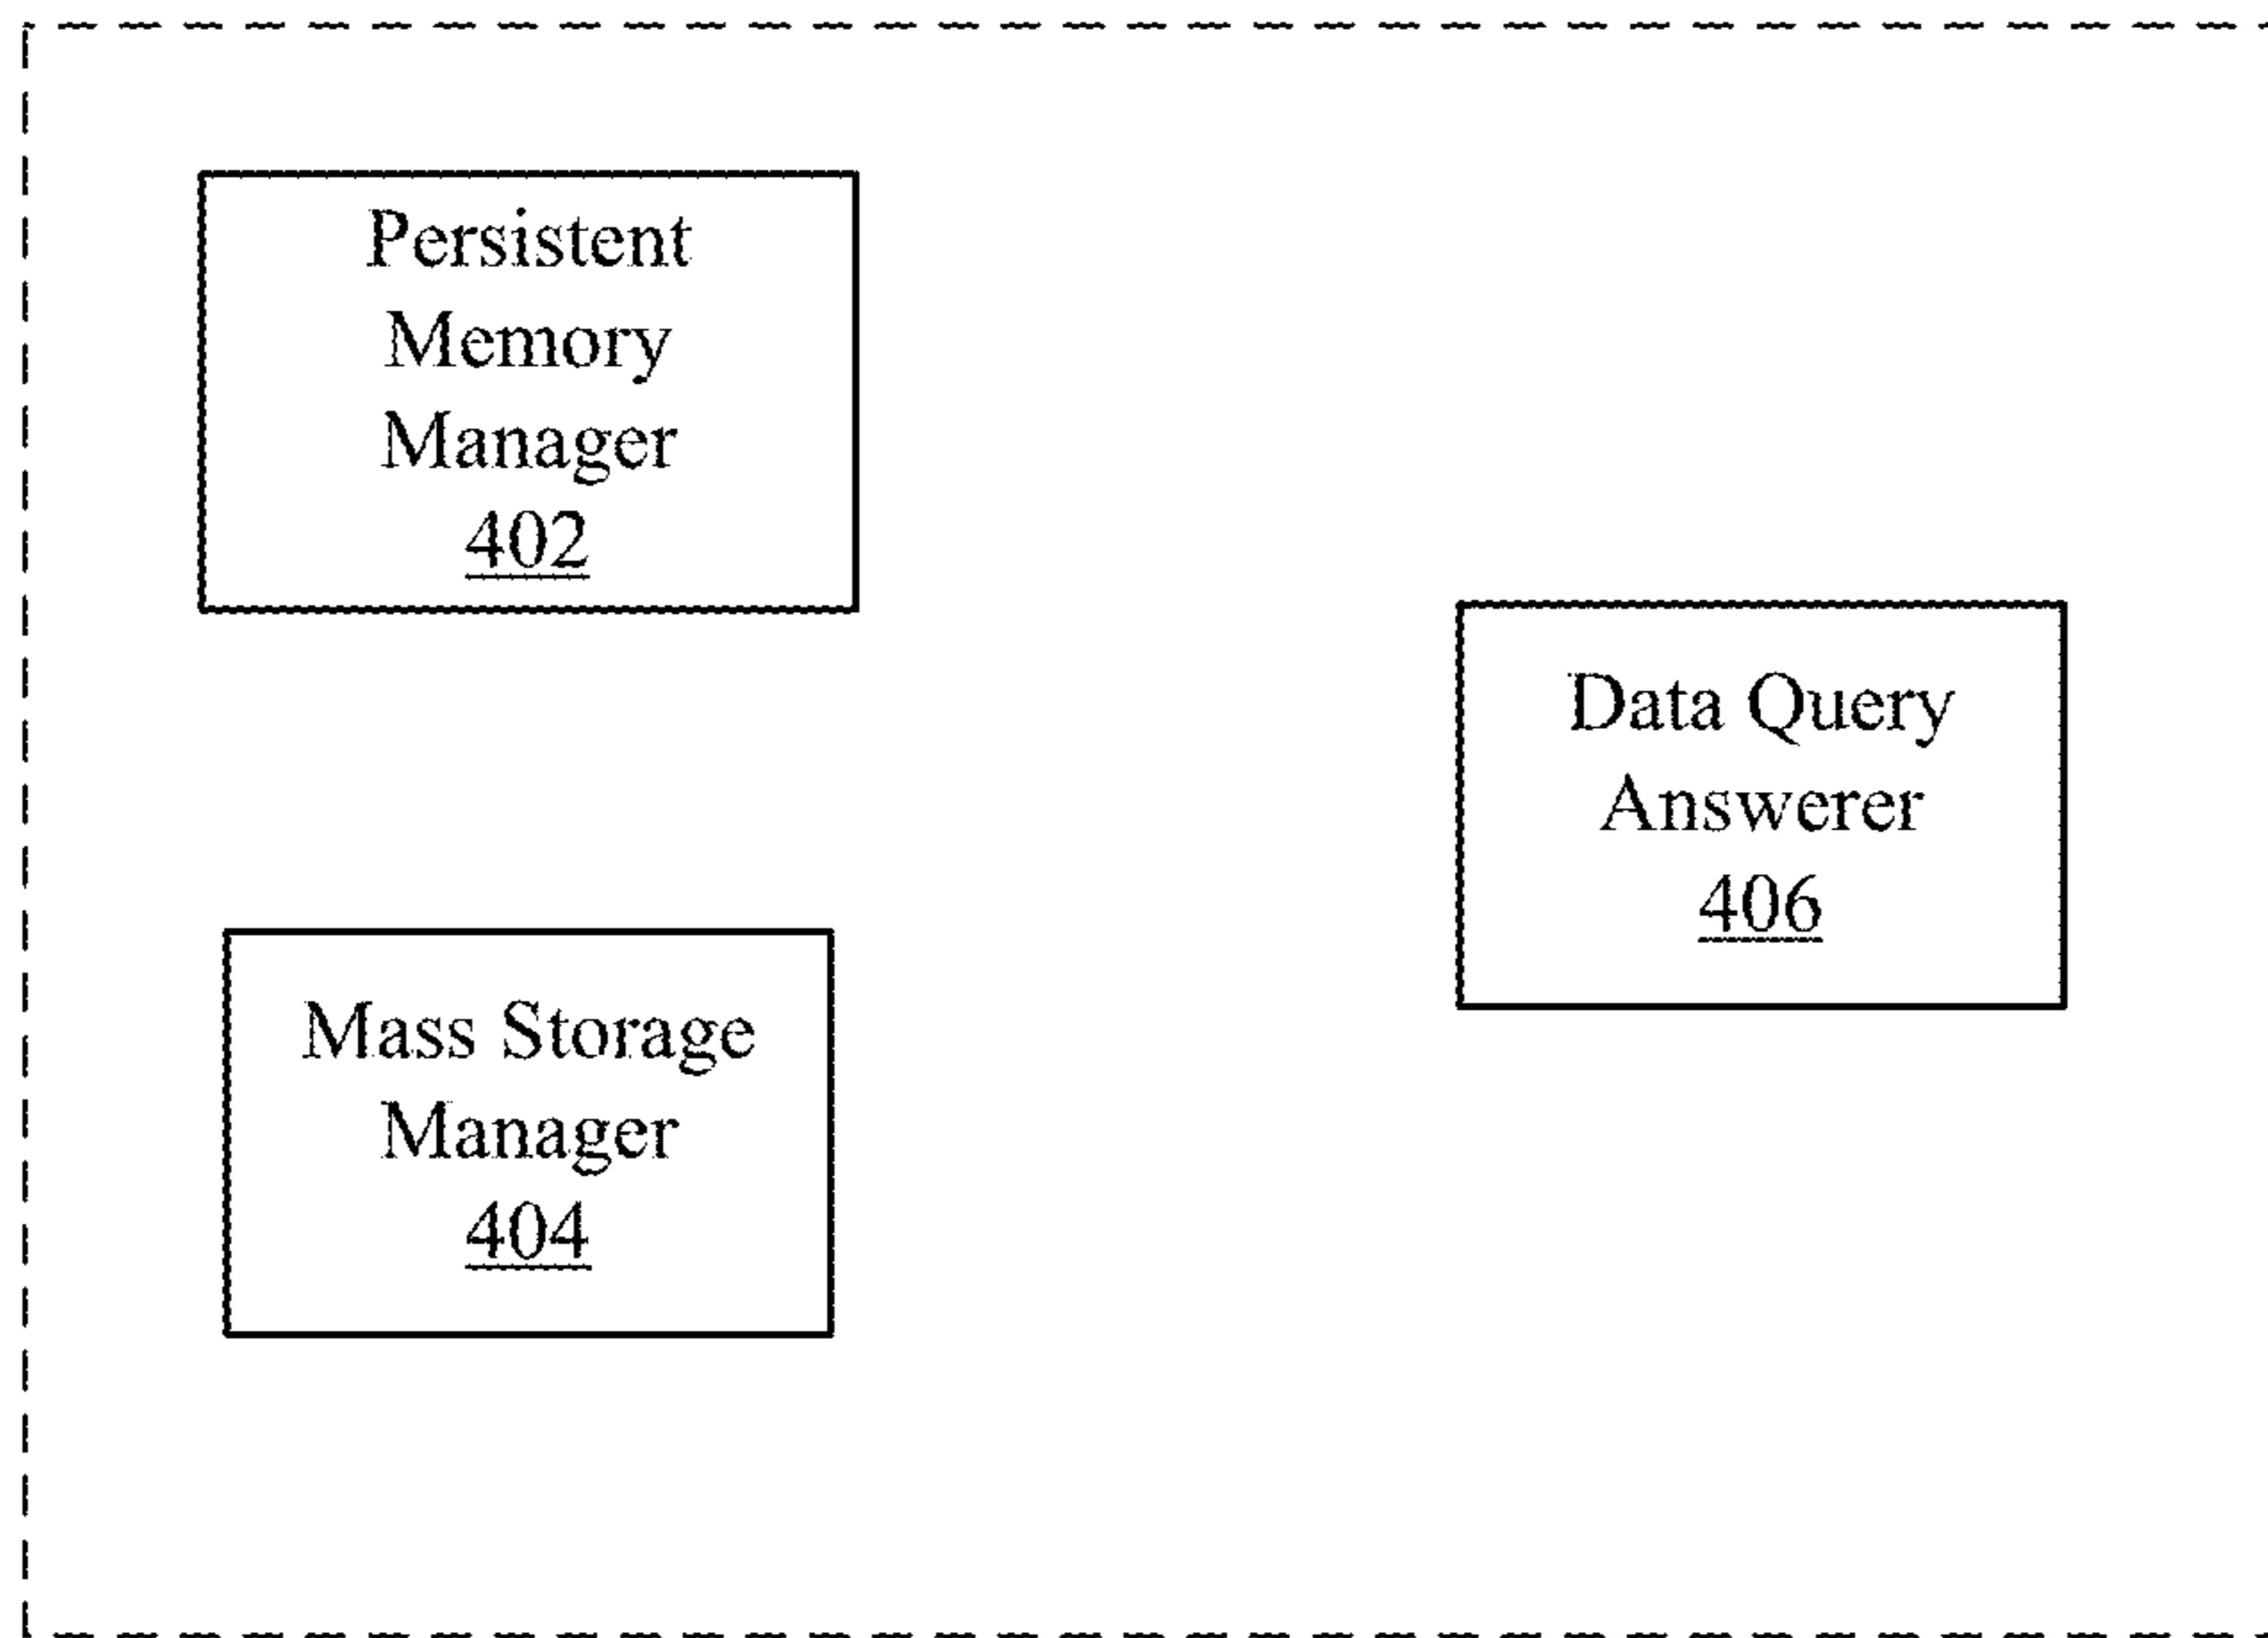 Persistent
Memory
Manager
402
Data Query
Answerer
406
Mass Storage
Manager
404